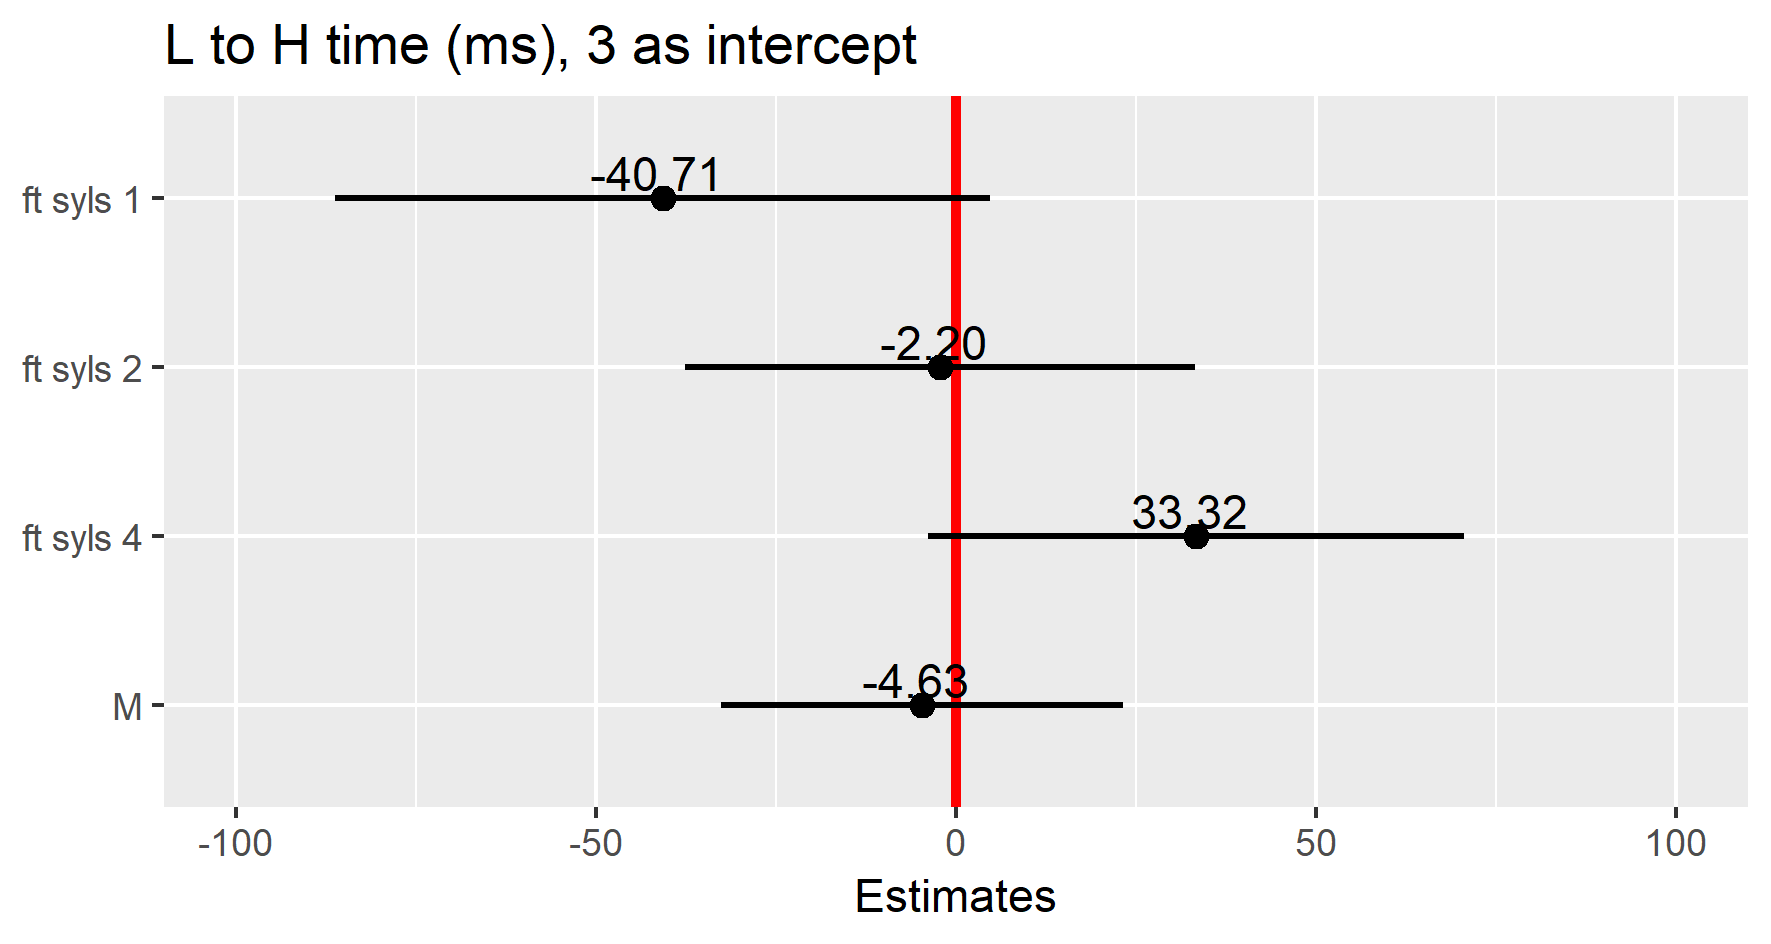 L to H time (ms), 3 as intercept
ft syls 1
-40.71
ft syls 2
-2.20
ft syls 4
33.32
M
-4.63
-100 -50 0 50 100
Estimates